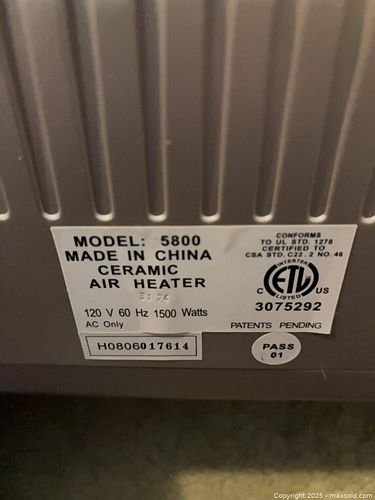 MODEL: 5800
MADE IN CHINA
CERAMIC
AIR HEATER
120 V 60 Hz 1500 Watts
AC Only
CONFORMS
TO UL STD. 1278
CERTIFIED TO
CSA STD. C22.2 NO. 46
INTERTEK
C ETL US
LISTED
3075292
PATENTS PENDING
H0806017614
PASS
01
Copyright 2025 - maxsold.com